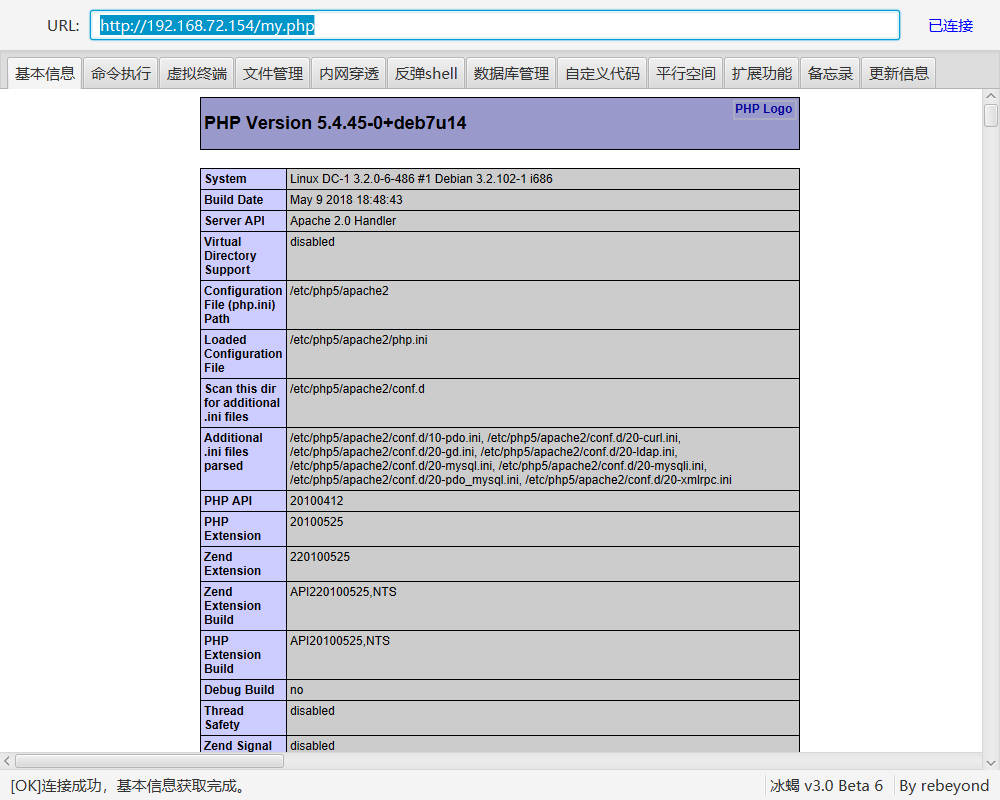 URL: http://192.168.72.154/my.php 已连接
基本信息 命令执行 虚拟终端 文件管理 内网穿透 反弹shell 数据库管理 自定义代码 平行空间 扩展功能 备忘录 更新信息
PHP Version 5.4.45-0+deb7u14 PHP Logo
System Linux DC-1 3.2.0-6-486 #1 Debian 3.2.102-1 i686
Build Date May 9 2018 18:48:43
Server API Apache 2.0 Handler
Virtual disabled
Directory
Support
Configuration /etc/php5/apache2
File (php.ini)
Path
Loaded /etc/php5/apache2/php.ini
Configuration
File
Scan this dir /etc/php5/apache2/conf.d
for additional
.ini files
Additional /etc/php5/apache2/conf.d/10-pdo.ini, /etc/php5/apache2/conf.d/20-curl.ini,
.ini files /etc/php5/apache2/conf.d/20-gd.ini, /etc/php5/apache2/conf.d/20-ldap.ini,
parsed /etc/php5/apache2/conf.d/20-mysql.ini, /etc/php5/apache2/conf.d/20-mysqli.ini,
/etc/php5/apache2/conf.d/20-pdo_mysql.ini, /etc/php5/apache2/conf.d/20-xmlrpc.ini
PHP API 20100412
PHP 20100525
Extension
Zend 220100525
Extension
Zend API220100525,NTS
Extension
Build
PHP API20100525,NTS
Extension
Build
Debug Build no
Thread disabled
Safety
Zend Signal disabled
[OK]连接成功，基本信息获取完成。 冰蝎 v3.0 Beta 6 By rebeyond